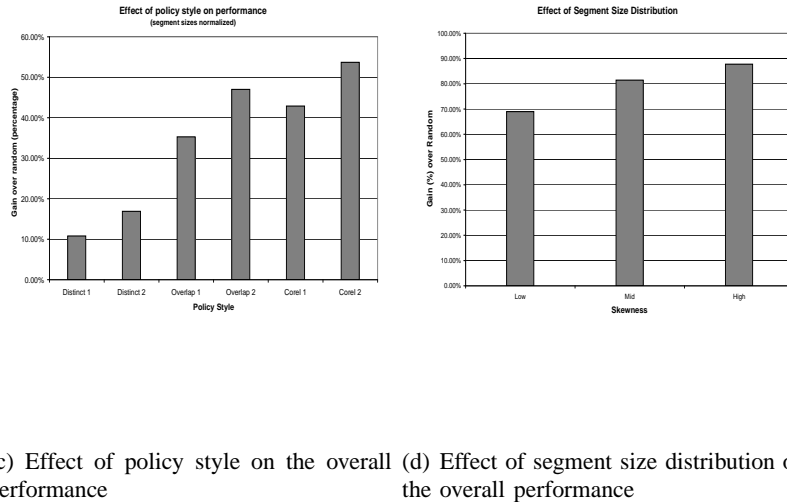 Effect of policy style on performance
(segment sizes normalized)
60.00%
50.00%
40.00%
30.00%
20.00%
10.00%
0.00%
Gain over random (percentage)
Distinct 1 Distinct 2 Overlap 1 Overlap 2 Corel 1 Corel 2
Policy Style
Effect of Segment Size Distribution
100.00%
90.00%
80.00%
70.00%
60.00%
50.00%
40.00%
30.00%
20.00%
10.00%
0.00%
Gain (%) over Random
Low Mid High
Skewness
c) Effect of policy style on the overall
erformance
(d) Effect of segment size distribution o
the overall performance